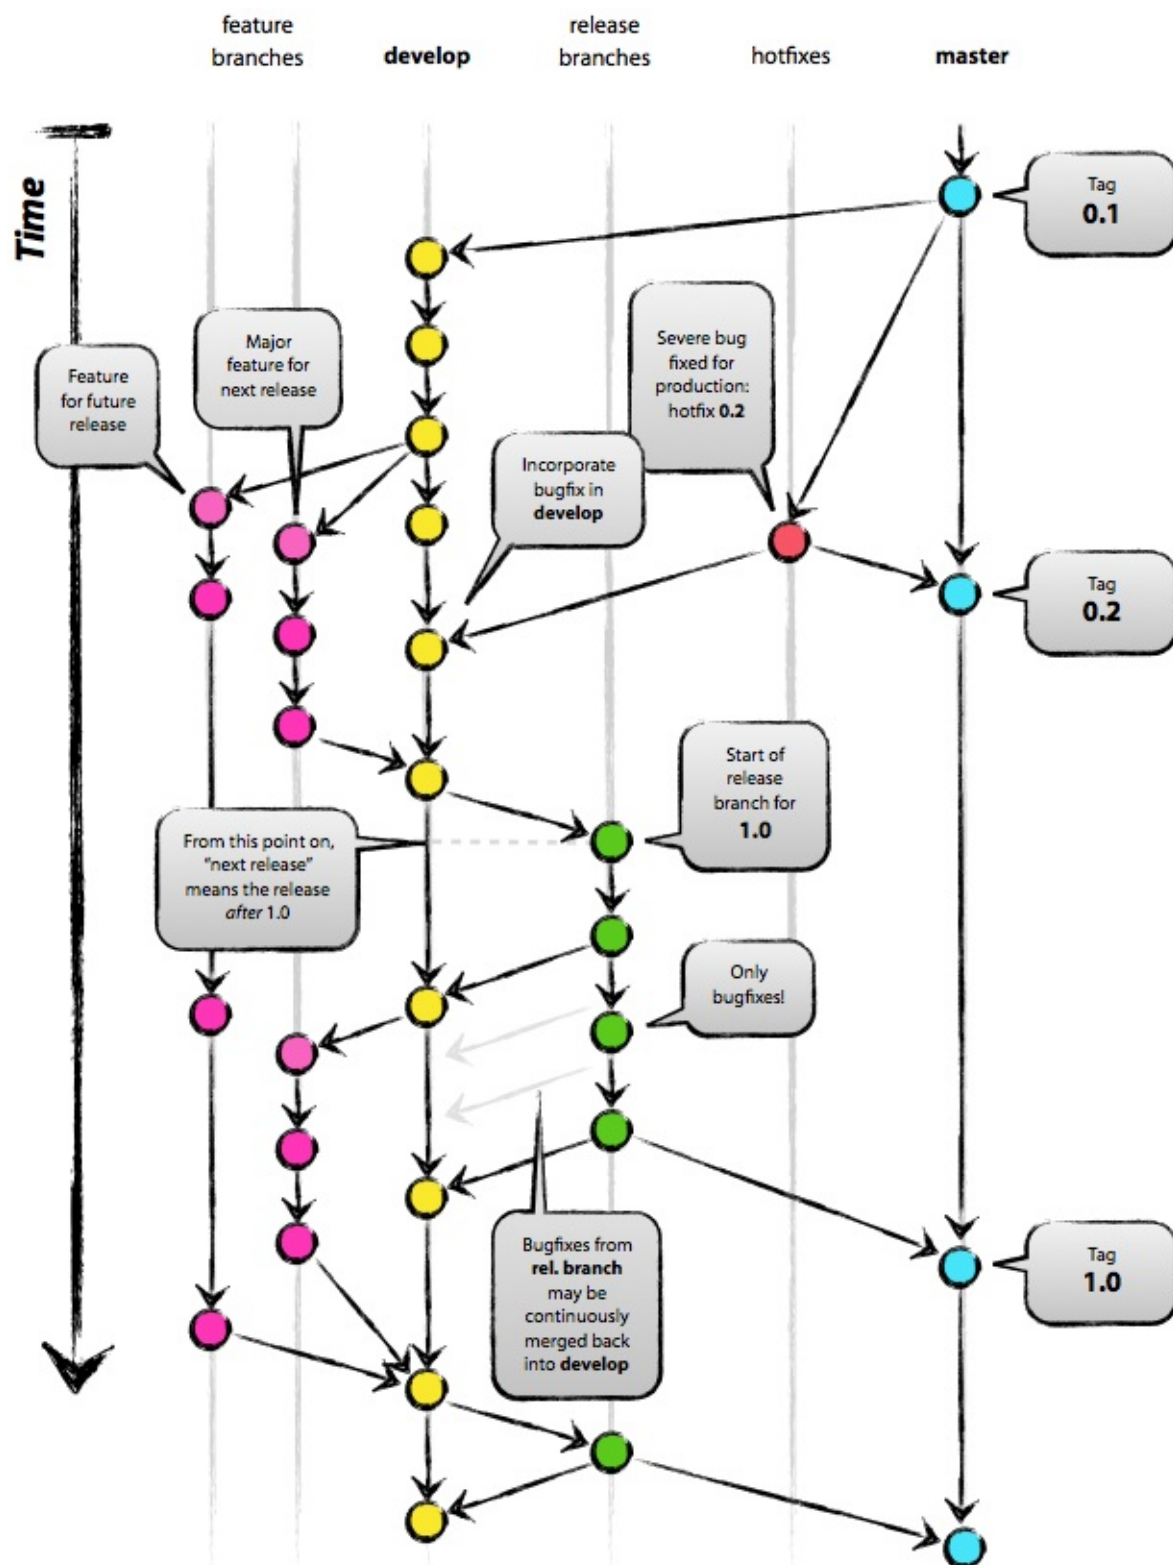 feature
branches
develop
release
branches
hotfixes
master
Time
Tag
0.1
Major
feature for
next release
Feature
for future
release
Severe bug
fixed for
production:
hotfix 0.2
Incorporate
bugfix in
develop
Tag
0.2
Start of
release
branch for
1.0
From this point on,
“next release”
means the release
after 1.0
Only
bugfixes!
Bugfixes from
rel. branch
may be
continuously
merged back
into develop
Tag
1.0